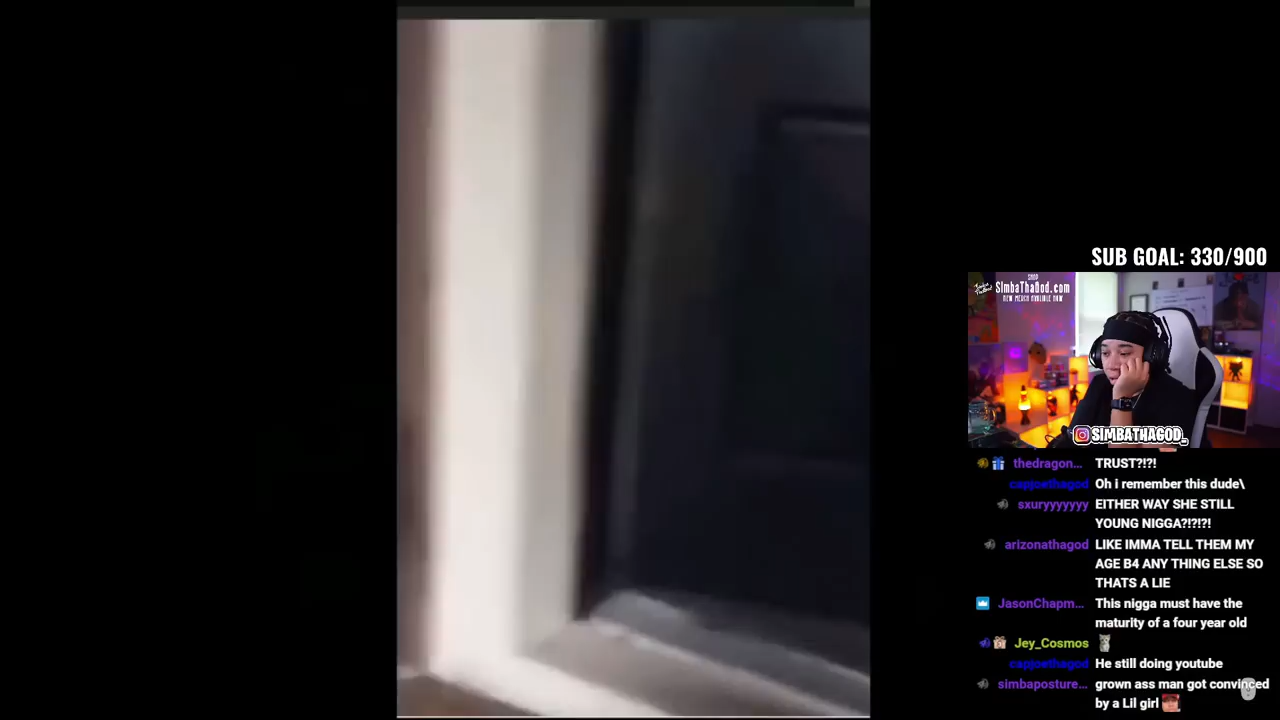 SUB GOAL: 330/900
SHOP
SimbaThaGod.com
NEW MERCH AVAILABLE NOW
SIMBATHAGOD_
thedragon... TRUST?!?!
capjoethagod Oh i remember this dude\
sxuryyyyyyy EITHER WAY SHE STILL
YOUNG NIGGA?!?!?!
arizonathagod LIKE IMMA TELL THEM MY
AGE B4 ANY THING ELSE SO
THATS A LIE
JasonChapm... This nigga must have the
maturity of a four year old
Jey_Cosmos
capjoethagod He still doing youtube
simbaposture... grown ass man got convinced
by a Lil girl